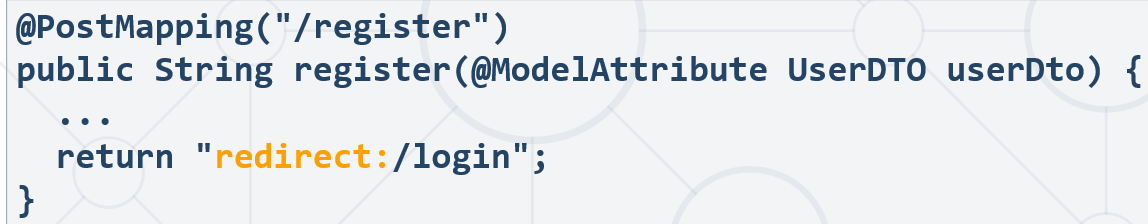 @PostMapping("/register")
public String register(@ModelAttribute UserDTO userDto) {
...
return "redirect:/login";
}